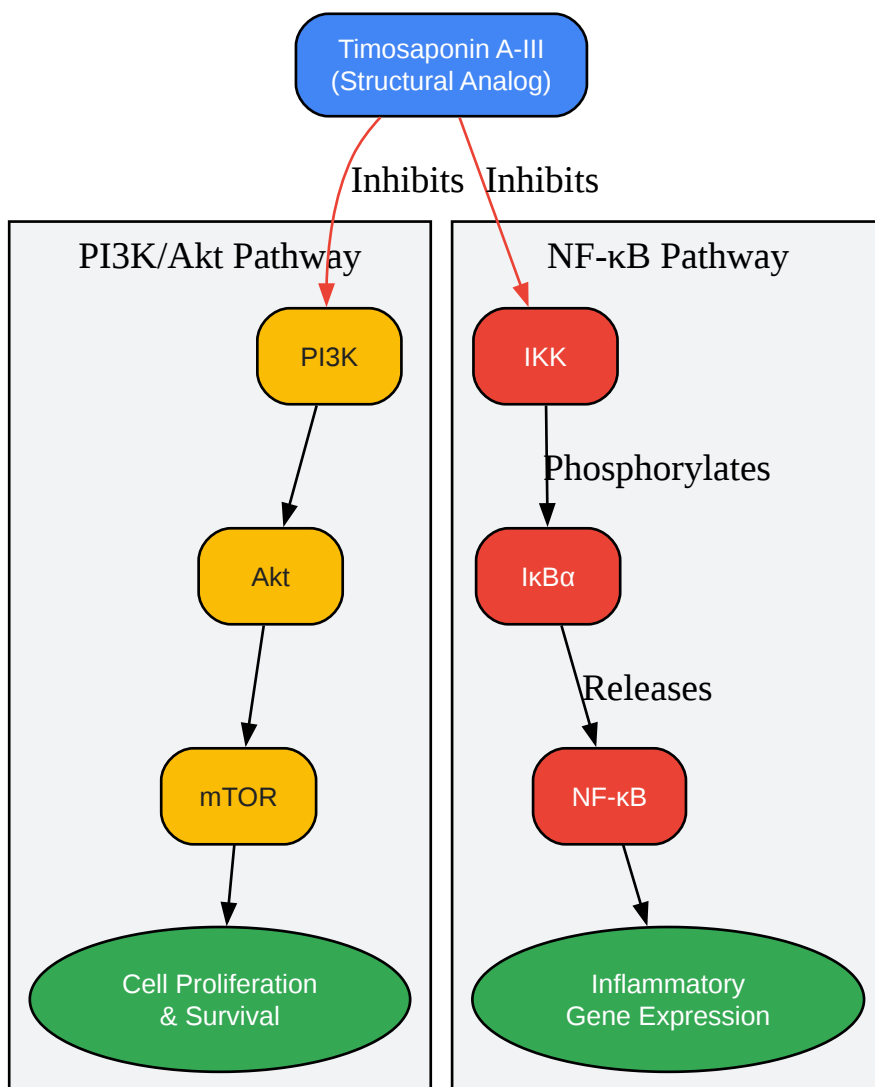 Timosaponin A-III
(Structural Analog)
Inhibits
Inhibits
PI3K/Akt Pathway
PI3K
Akt
mTOR
Cell Proliferation
& Survival
NF-κB Pathway
IKK
Phosphorylates
IκBα
Releases
NF-κB
Inflammatory
Gene Expression